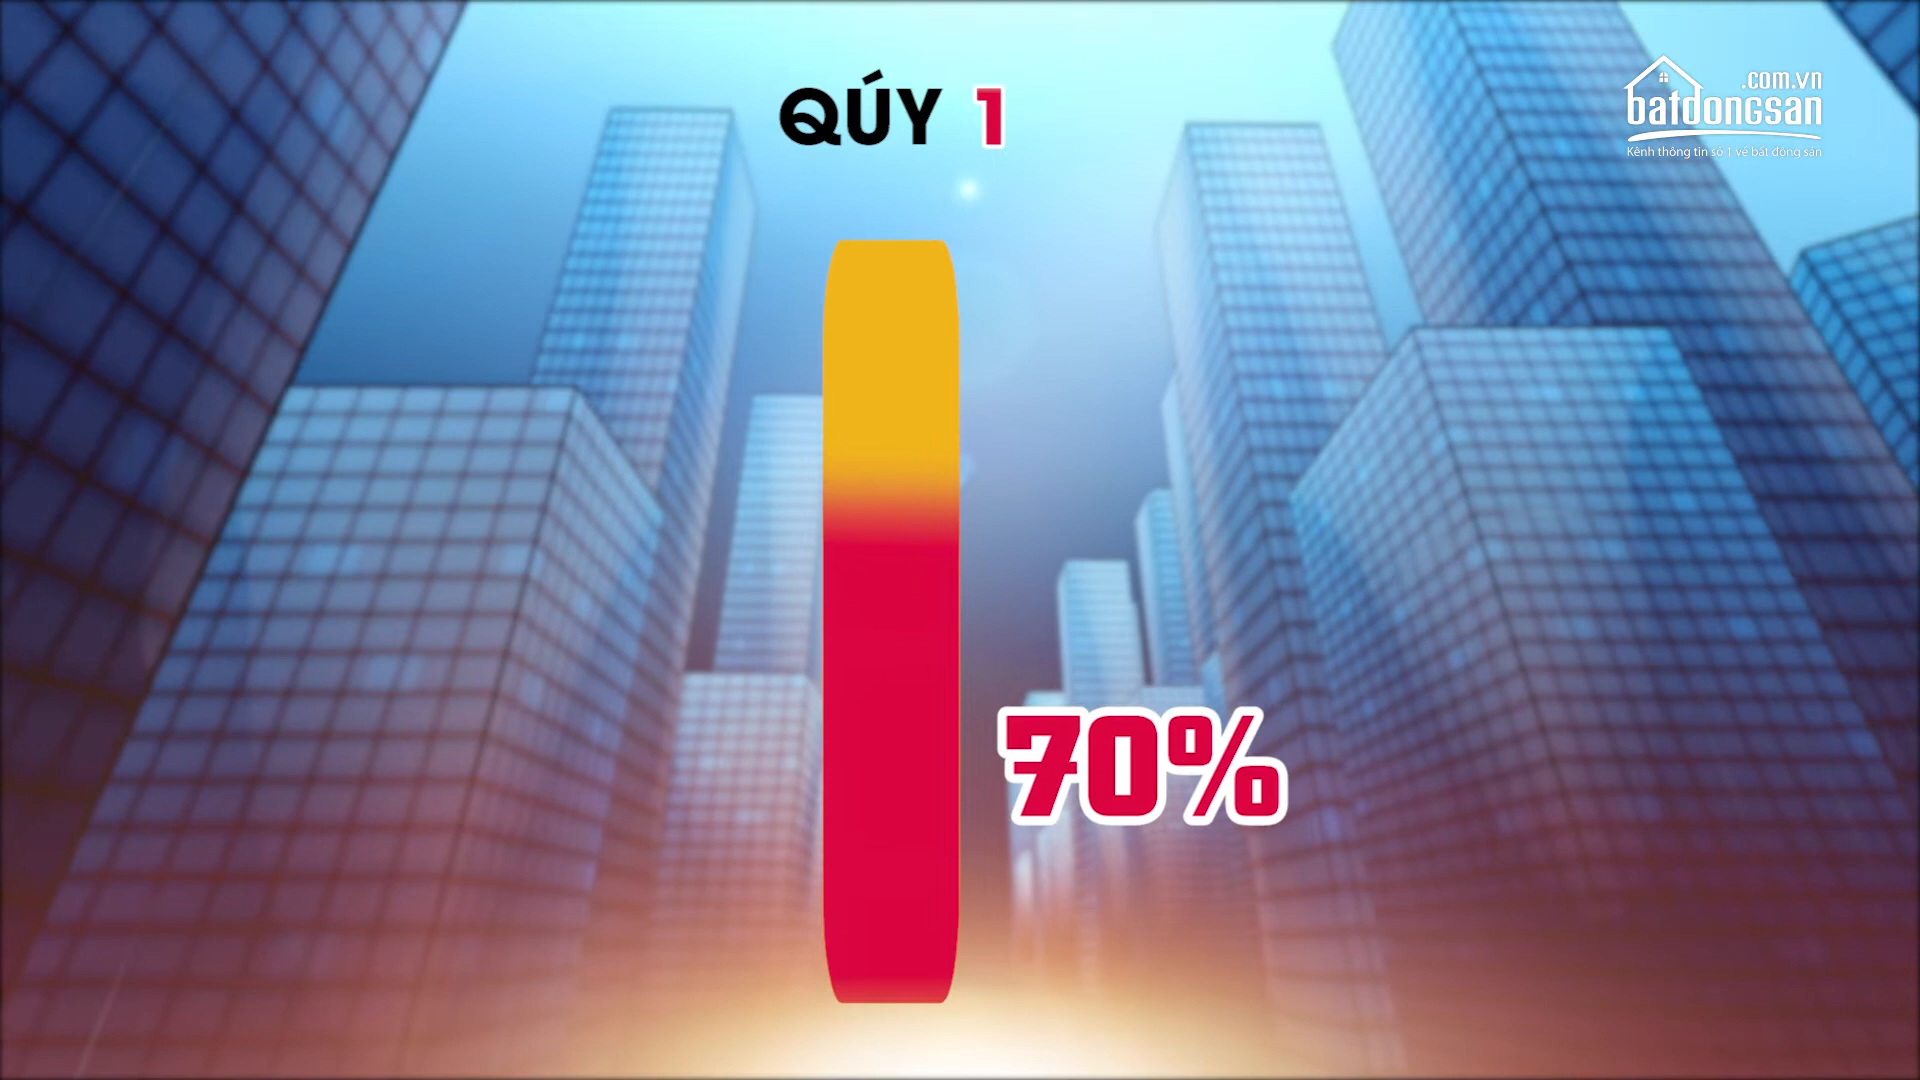 QÚY 1
.com.vn
batdongsan
Kênh thông tin số 1 về bất động sản
70%